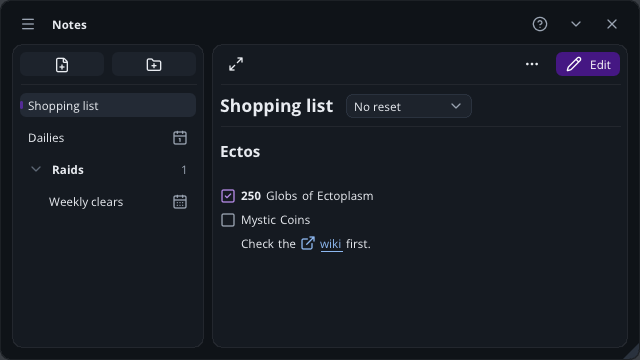 Notes
Edit
Shopping list
Dailies
Raids 1
Weekly clears
Shopping list No reset
Ectos
250 Globs of Ectoplasm
Mystic Coins
Check the wiki first.